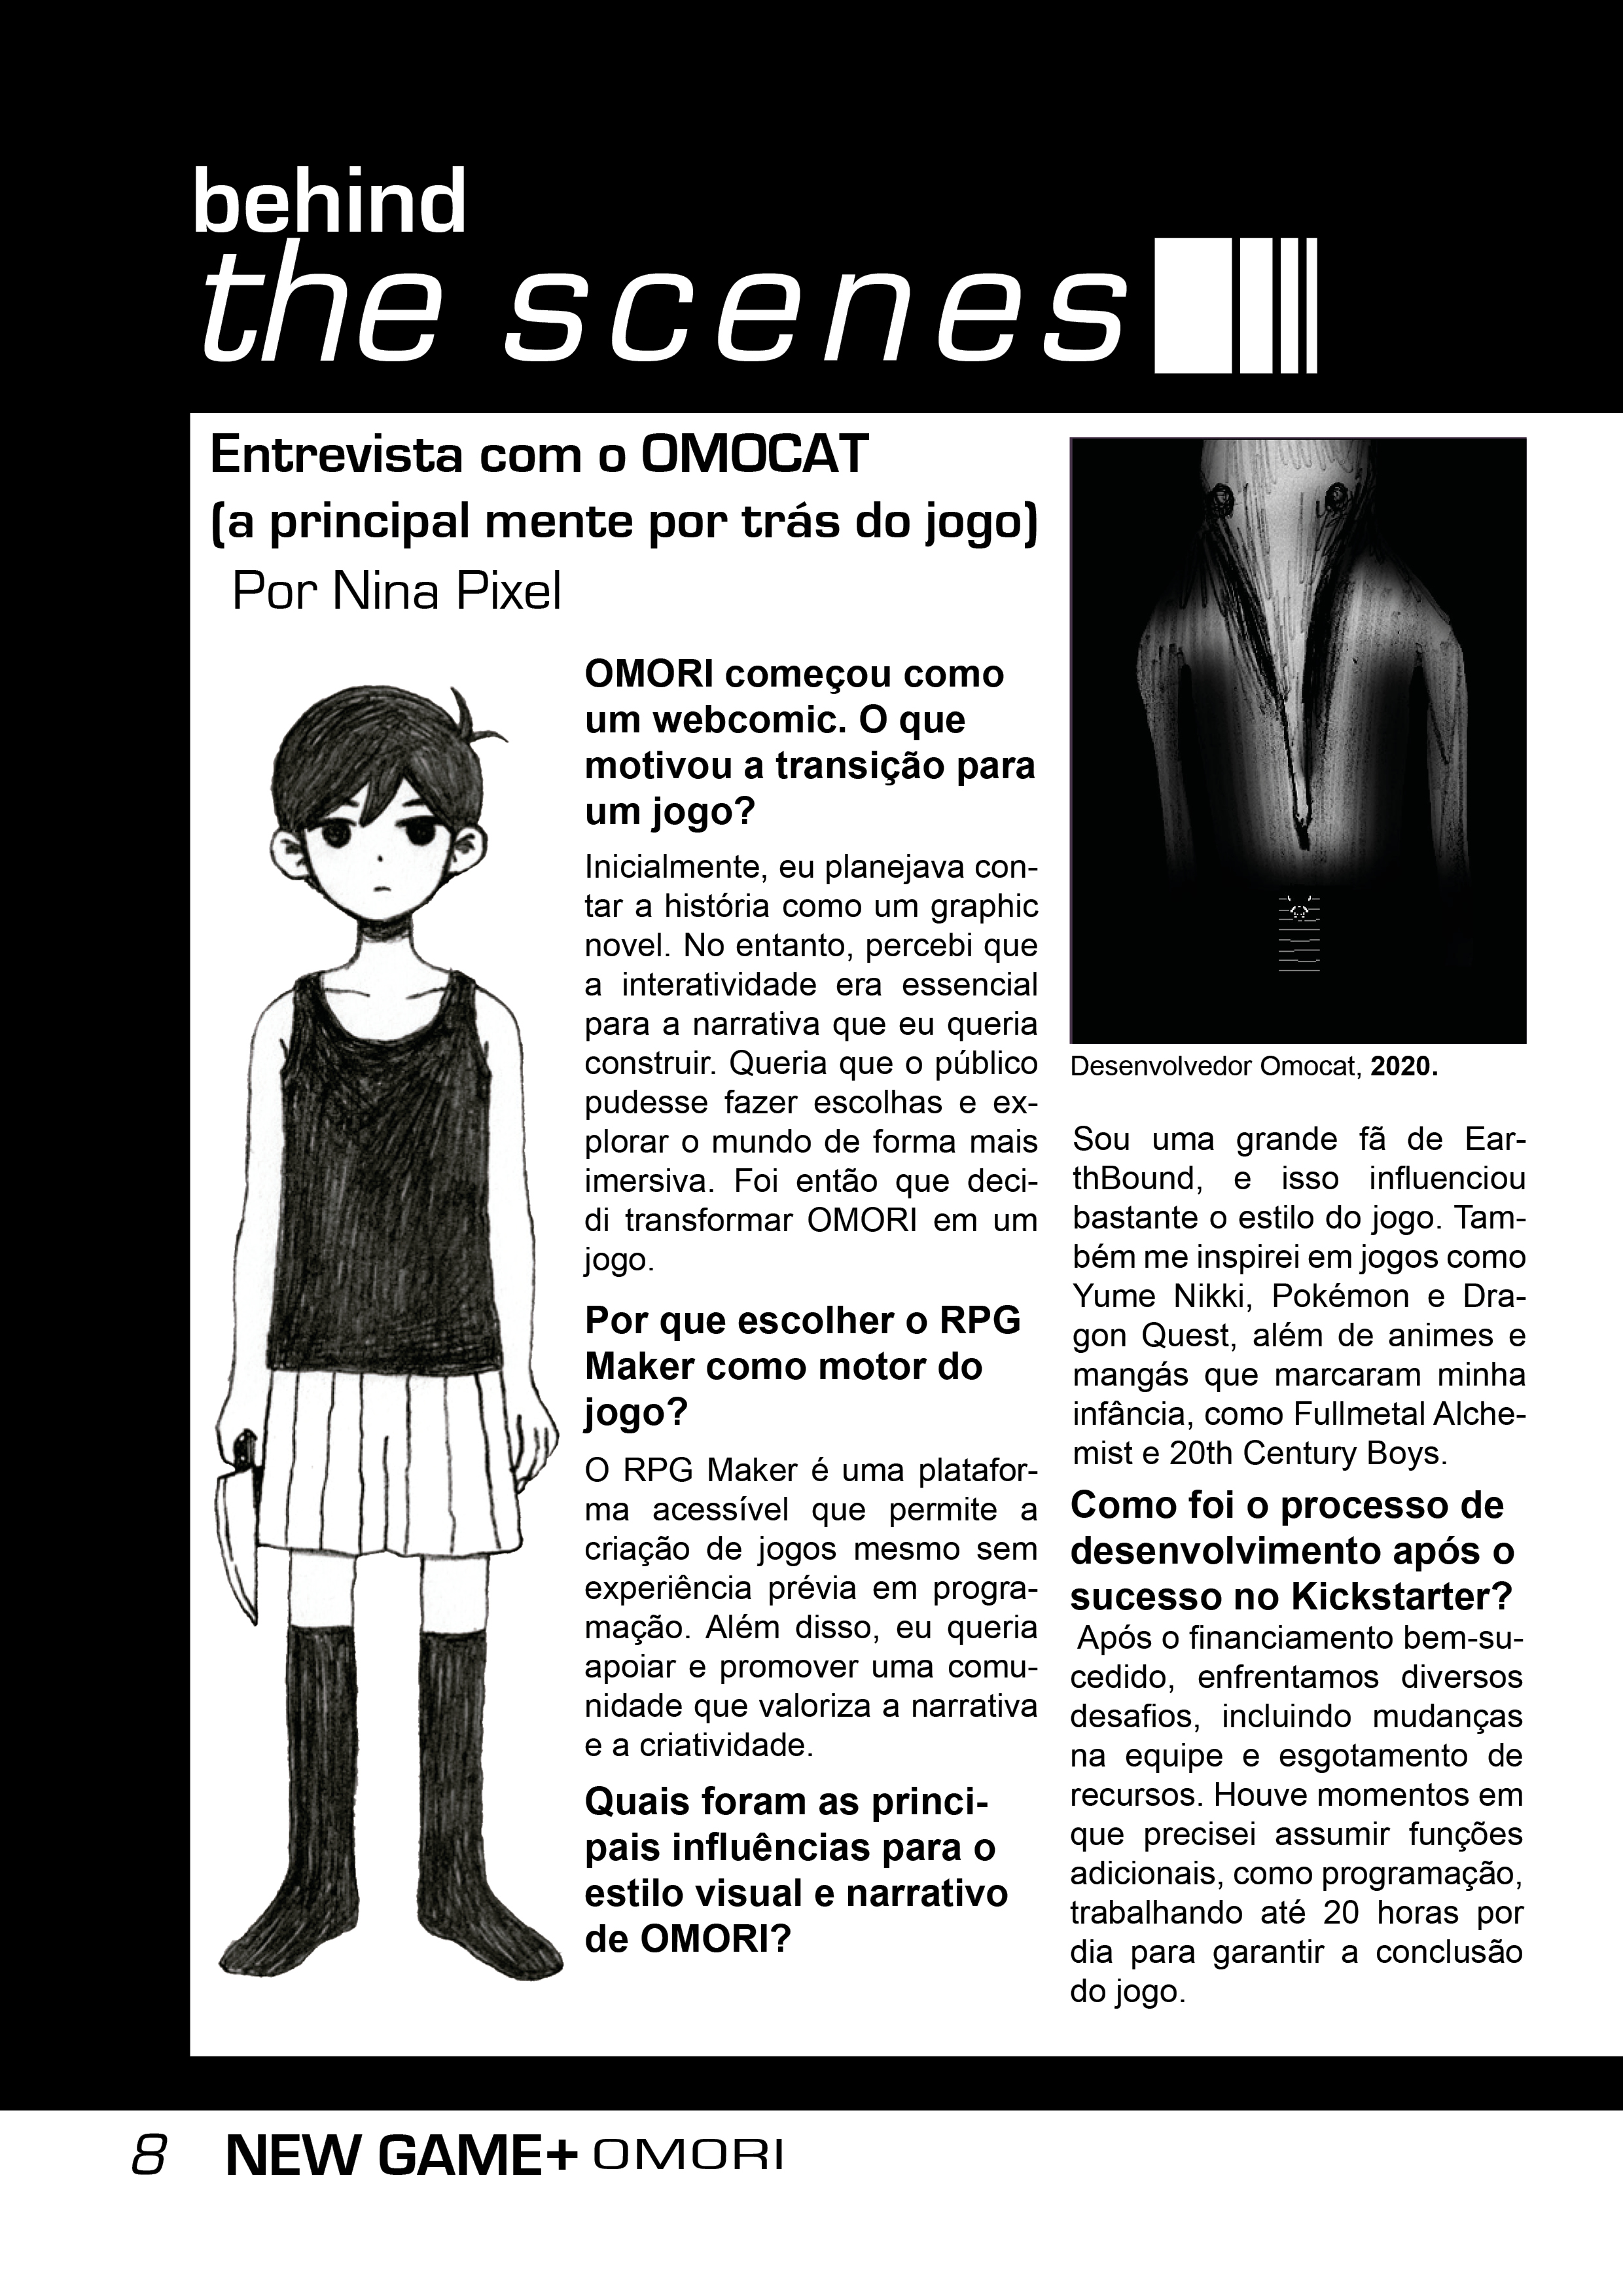 behind
the scenes
Entrevista com o OMOCAT
(a principal mente por trás do jogo)
Por Nina Pixel
OMORI começou como
um webcomic. O que
motivou a transição para
um jogo?
Inicialmente, eu planejava con-
tar a história como um graphic
novel. No entanto, percebi que
a interatividade era essencial
para a narrativa que eu queria
construir. Queria que o público
pudesse fazer escolhas e ex-
plorar o mundo de forma mais
imersiva. Foi então que deci-
di transformar OMORI em um
jogo.
Por que escolher o RPG
Maker como motor do
jogo?
O RPG Maker é uma platafor-
ma acessível que permite a
criação de jogos mesmo sem
experiência prévia em progra-
mação. Além disso, eu queria
apoiar e promover uma comu-
nidade que valoriza a narrativa
e a criatividade.
Quais foram as princi-
pais influências para o
estilo visual e narrativo
de OMORI?
Desenvolvedor Omocat, 2020.
Sou uma grande fã de Ear-
thBound, e isso influenciou
bastante o estilo do jogo. Tam-
bém me inspirei em jogos como
Yume Nikki, Pokémon e Dra-
gon Quest, além de animes e
mangás que marcaram minha
infância, como Fullmetal Alche-
mist e 20th Century Boys.
Como foi o processo de
desenvolvimento após o
sucesso no Kickstarter?
Após o financiamento bem-su-
cedido, enfrentamos diversos
desafios, incluindo mudanças
na equipe e esgotamento de
recursos. Houve momentos em
que precisei assumir funções
adicionais, como programação,
trabalhando até 20 horas por
dia para garantir a conclusão
do jogo.
8 NEW GAME+ OMORI